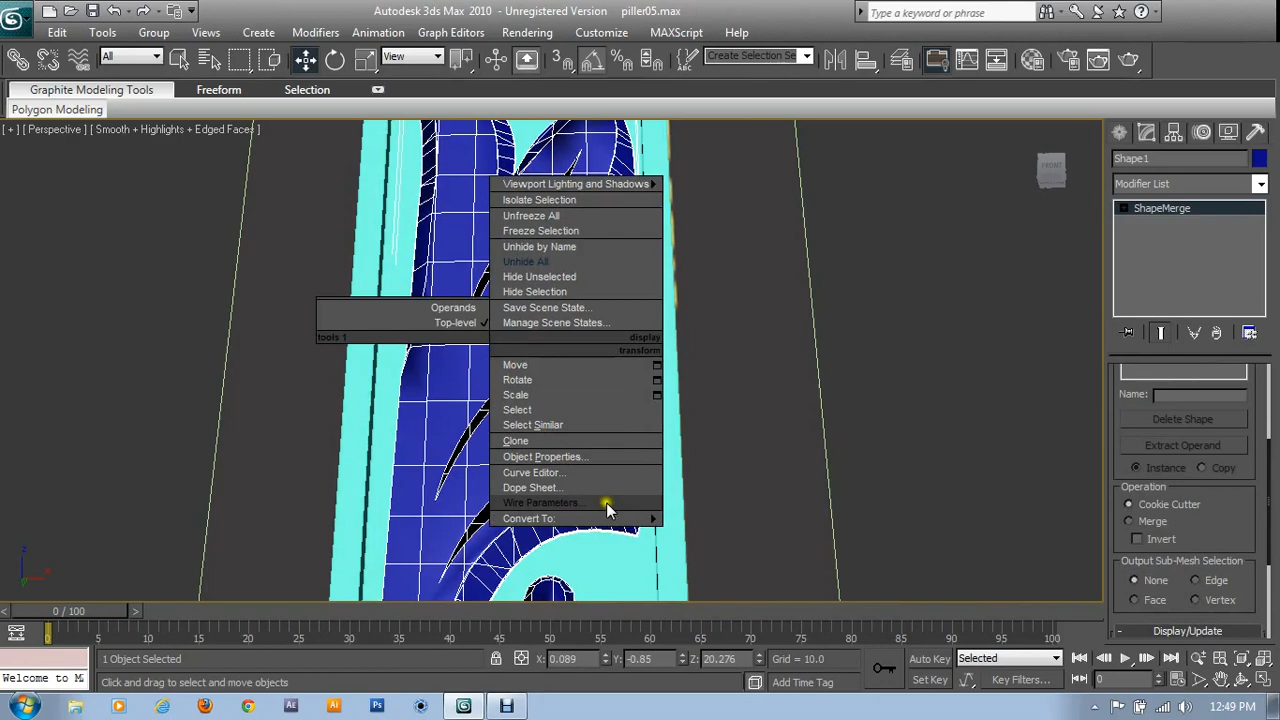 Autodesk 3ds Max 2010 - Unregistered Version piller05.max
Type a keyword or phrase
Edit Tools Group Views Create Modifiers Animation Graph Editors Rendering Customize MAXScript Help
All View Create Selection Se
Graphite Modeling Tools Freeform Selection
Polygon Modeling
[ + ] [ Perspective ] [ Smooth + Highlights + Edged Faces ]
FRONT
Shape1
Modifier List
ShapeMerge
Viewport Lighting and Shadows
Isolate Selection
Unfreeze All
Freeze Selection
Unhide by Name
Unhide All
Hide Unselected
Hide Selection
Save Scene State...
Manage Scene States...
Operands
Top-level
tools 1 display
transform
Move
Rotate
Scale
Select
Select Similar
Clone
Object Properties...
Curve Editor...
Dope Sheet...
Wire Parameters...
Convert To:
Name:
Delete Shape
Extract Operand
Instance Copy
Operation
Cookie Cutter
Merge
Invert
Output Sub-Mesh Selection
None Edge
Face Vertex
- Display/Update
z
x
< 0 / 100 >
0 5 10 15 20 25 30 35 40 45 50 55 60 65 70 75 80 85 90 95 100
1 Object Selected X: 0.089 Y: -0.85 Z: 20.276 Grid = 10.0 Auto Key Selected
Welcome to M
Click and drag to select and move objects Add Time Tag Set Key Key Filters... 0
12:49 PM